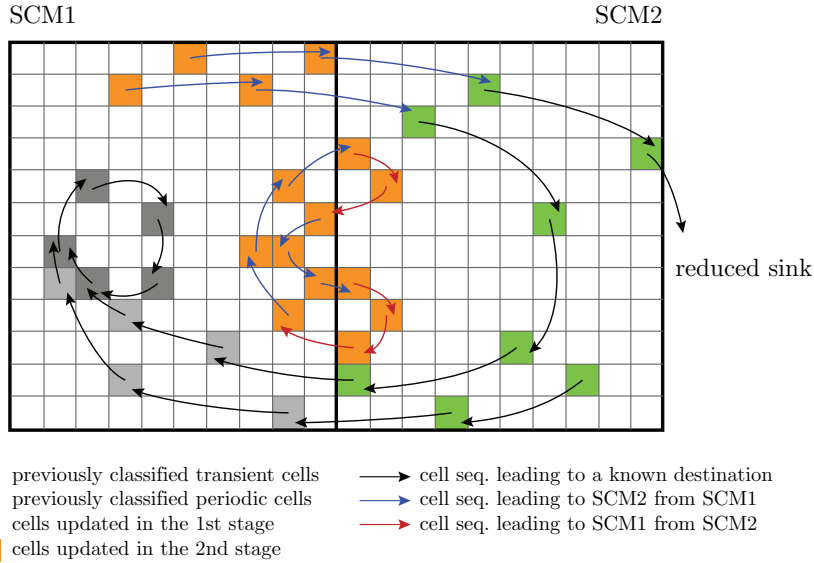 SCM1 SCM2
reduced sink
previously classified transient cells
previously classified periodic cells
cells updated in the 1st stage
cells updated in the 2nd stage
cell seq. leading to a known destination
cell seq. leading to SCM2 from SCM1
cell seq. leading to SCM1 from SCM2